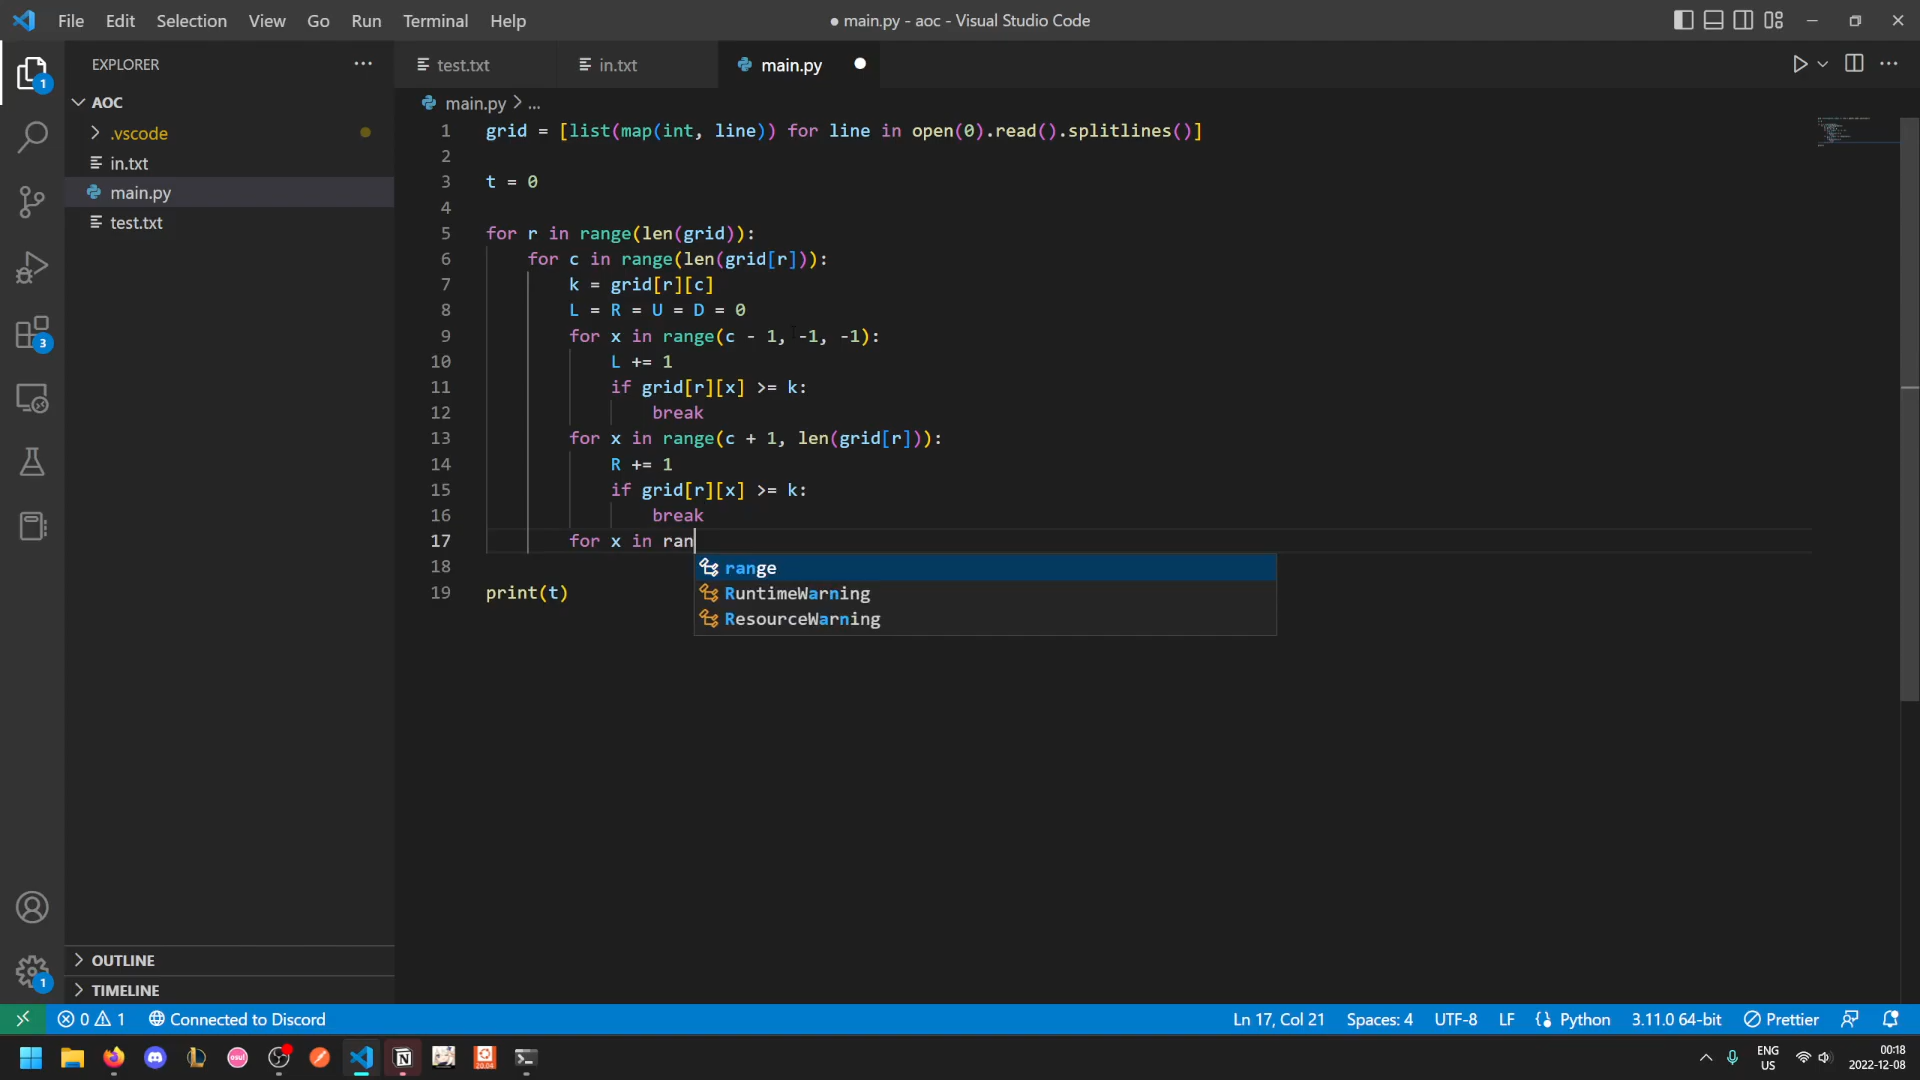 File Edit Selection View Go Run Terminal Help
● main.py - aoc - Visual Studio Code
EXPLORER
AOC
.vscode
in.txt
main.py
test.txt
OUTLINE
TIMELINE
1
3
1
test.txt
in.txt
main.py
main.py > ...
1 grid = [list(map(int, line)) for line in open(0).read().splitlines()]
2
3 t = 0
4
5 for r in range(len(grid)):
6     for c in range(len(grid[r])):
7         k = grid[r][c]
8         L = R = U = D = 0
9         for x in range(c - 1, -1, -1):
10             L += 1
11             if grid[r][x] >= k:
12                 break
13         for x in range(c + 1, len(grid[r])):
14             R += 1
15             if grid[r][x] >= k:
16                 break
17         for x in ran
18
19 print(t)
range
RuntimeWarning
ResourceWarning
0 1 Connected to Discord
Ln 17, Col 21 Spaces: 4 UTF-8 LF Python 3.11.0 64-bit Prettier
osu!
20.04
ENG
US
00:18
2022-12-08